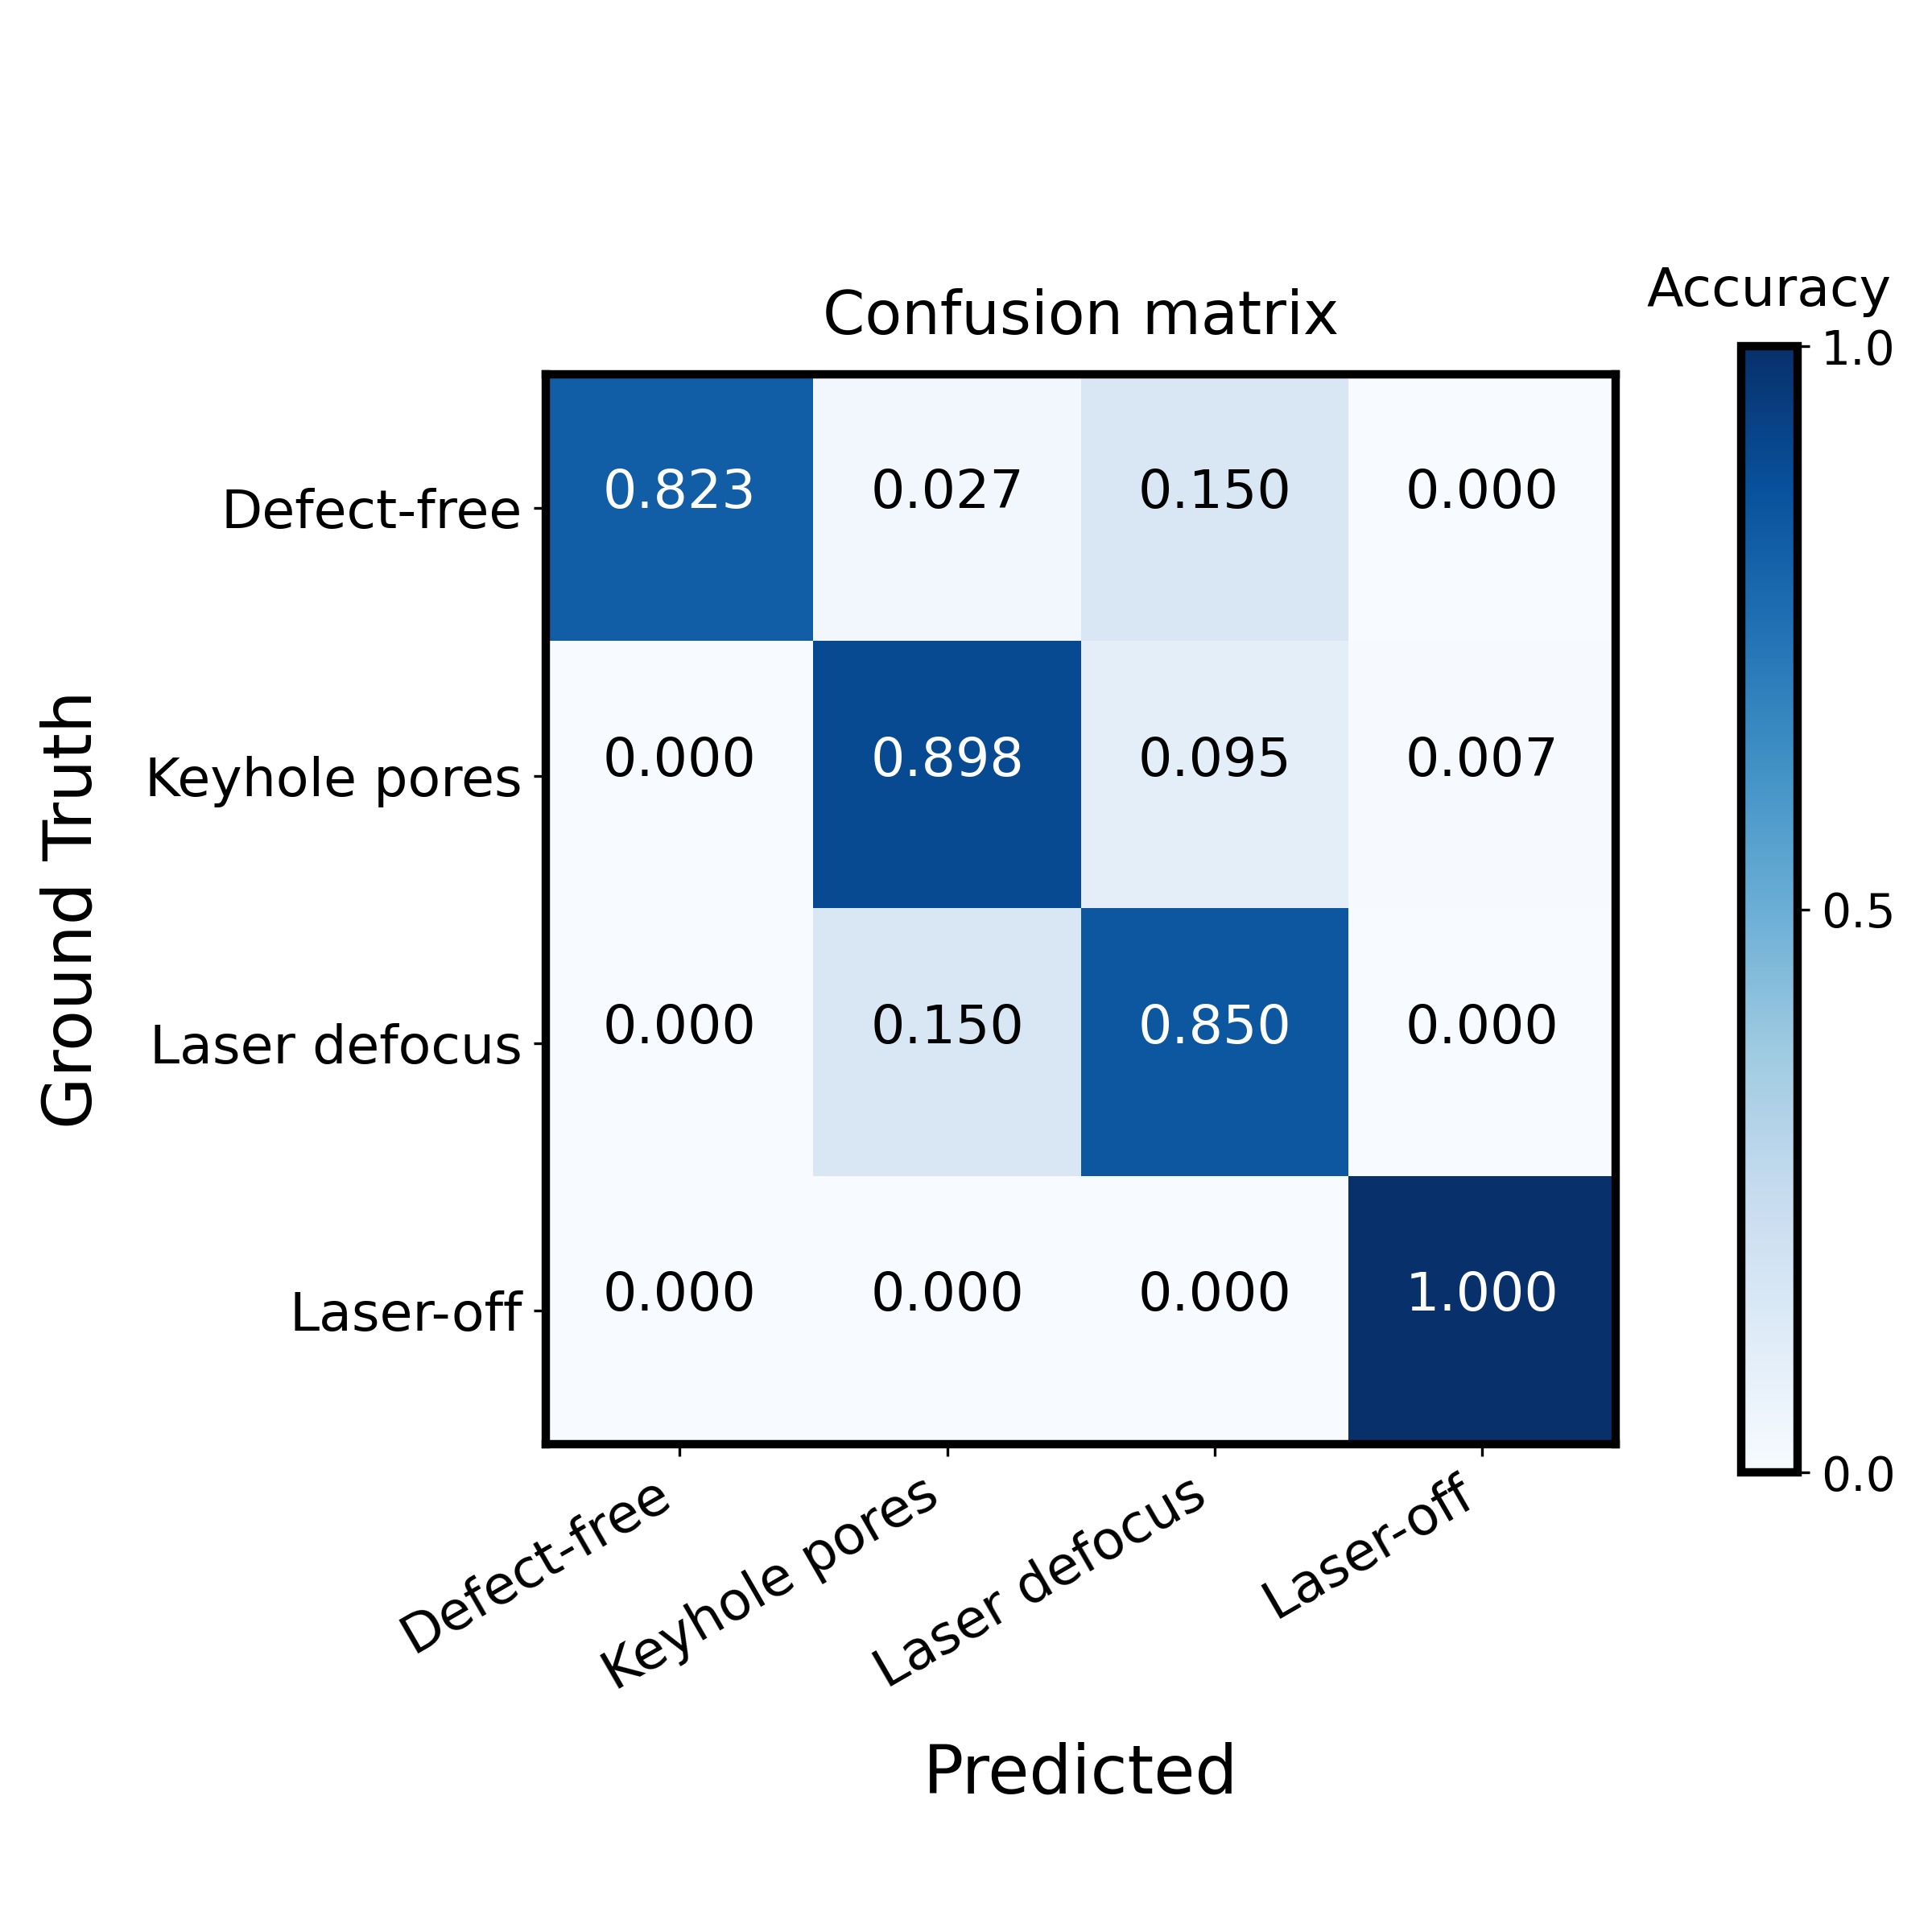 Confusion matrix
Accuracy
1.0
0.5
0.0
Ground Truth
Defect-free 0.823 0.027 0.150 0.000
Keyhole pores 0.000 0.898 0.095 0.007
Laser defocus 0.000 0.150 0.850 0.000
Laser-off 0.000 0.000 0.000 1.000
Defect-free Keyhole pores Laser defocus Laser-off
Predicted